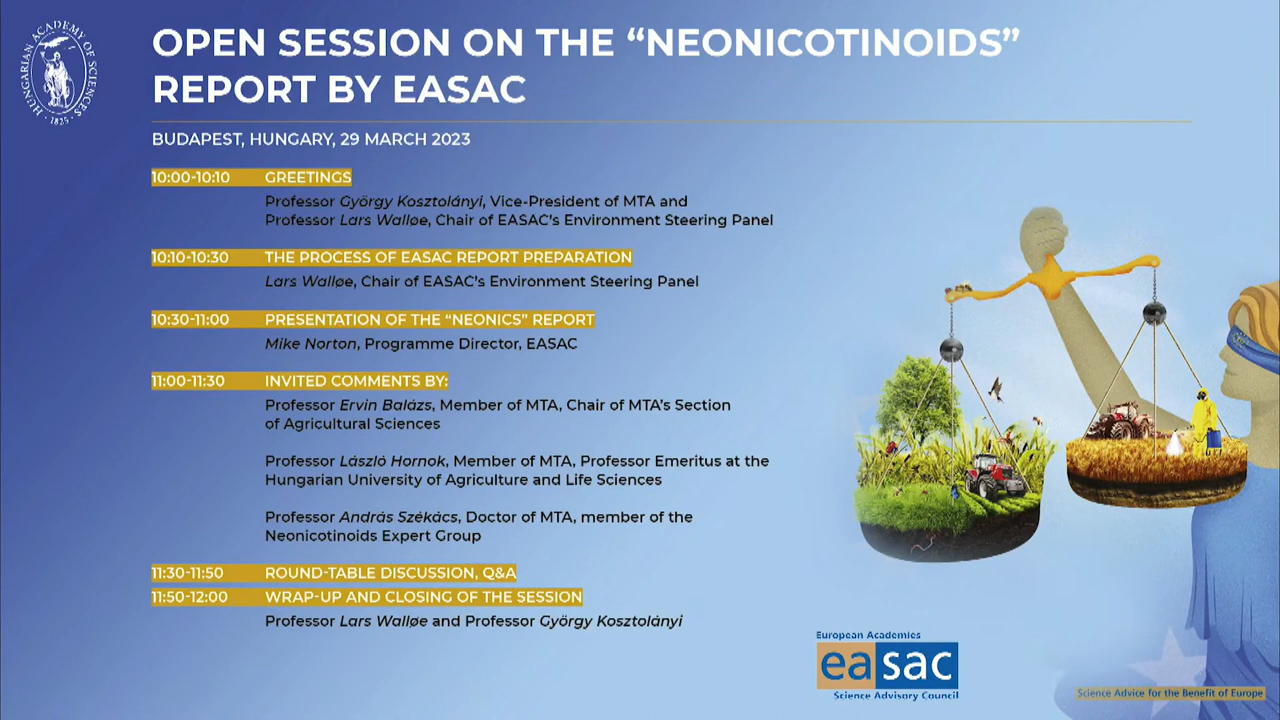 HUNGARIAN ACADEMY OF SCIENCES
· 1825 ·
OPEN SESSION ON THE “NEONICOTINOIDS”
REPORT BY EASAC
BUDAPEST, HUNGARY, 29 MARCH 2023
10:00-10:10 GREETINGS
Professor György Kosztolányi, Vice-President of MTA and
Professor Lars Walløe, Chair of EASAC’s Environment Steering Panel
10:10-10:30 THE PROCESS OF EASAC REPORT PREPARATION
Lars Walløe, Chair of EASAC’s Environment Steering Panel
10:30-11:00 PRESENTATION OF THE “NEONICS” REPORT
Mike Norton, Programme Director, EASAC
11:00-11:30 INVITED COMMENTS BY:
Professor Ervin Balázs, Member of MTA, Chair of MTA’s Section
of Agricultural Sciences
Professor László Hornok, Member of MTA, Professor Emeritus at the
Hungarian University of Agriculture and Life Sciences
Professor András Székács, Doctor of MTA, member of the
Neonicotinoids Expert Group
11:30-11:50 ROUND-TABLE DISCUSSION, Q&A
11:50-12:00 WRAP-UP AND CLOSING OF THE SESSION
Professor Lars Walløe and Professor György Kosztolányi
European Academies
easac
Science Advisory Council
Science Advice for the Benefit of Europe